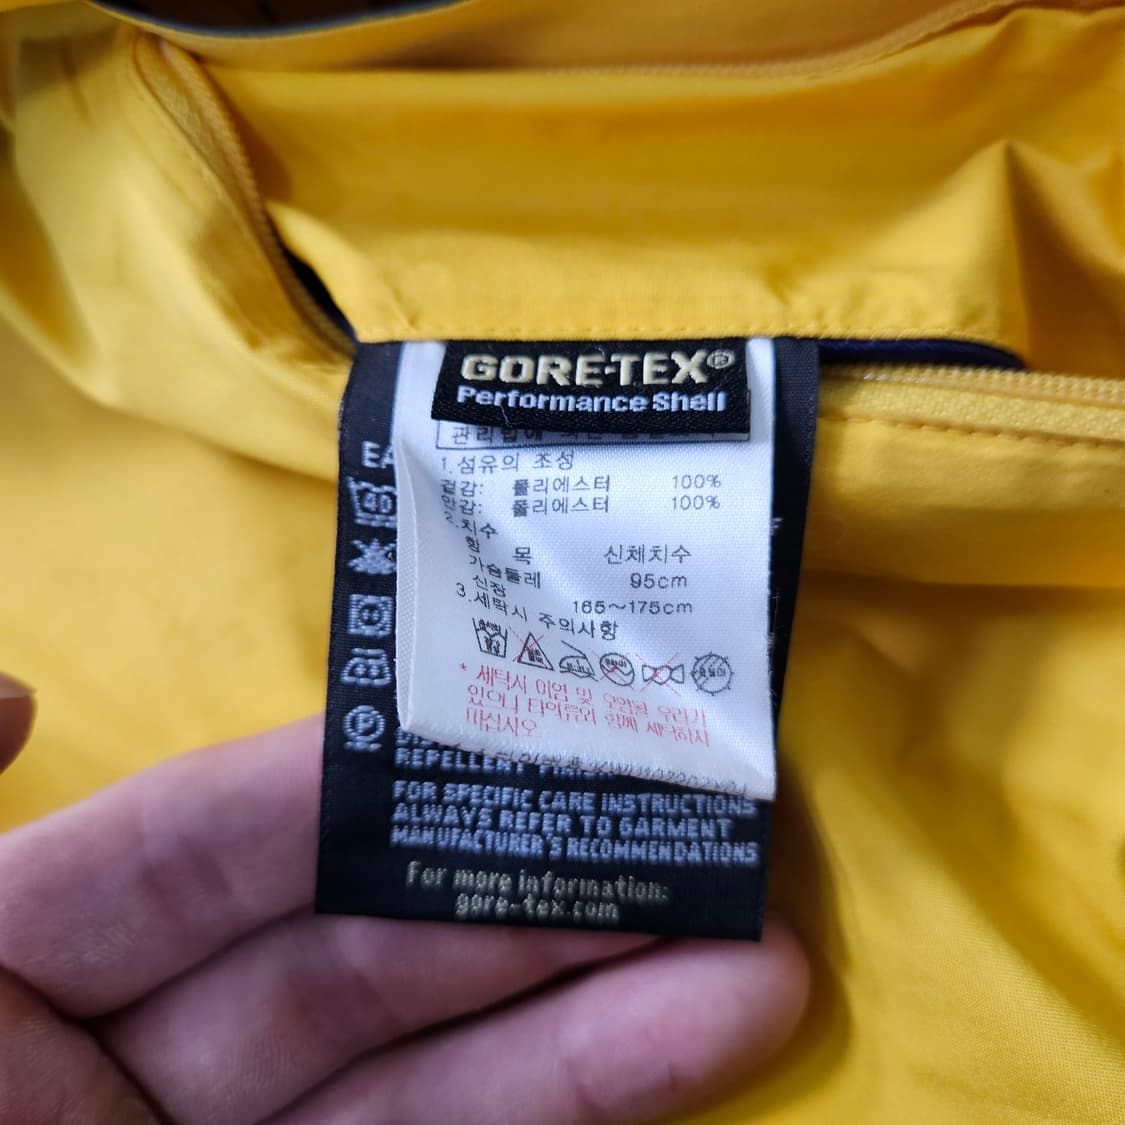 GORE-TEX®
Performance Shell
1.섬유의 조성
겉감: 폴리에스터 100%
안감: 폴리에스터 100%
2.치수
항 목 신체치수
가슴둘레 95cm
신장 165~175cm
3.세탁시 주의사항
* 세탁시 이염 및 오염될 우려가
있으니 타의류와 함께 세탁하지
마십시오
EA
40
P
REPELLENT
FOR SPECIFIC CARE INSTRUCTIONS
ALWAYS REFER TO GARMENT
MANUFACTURER'S RECOMMENDATIONS
For more information:
gore-tex.com